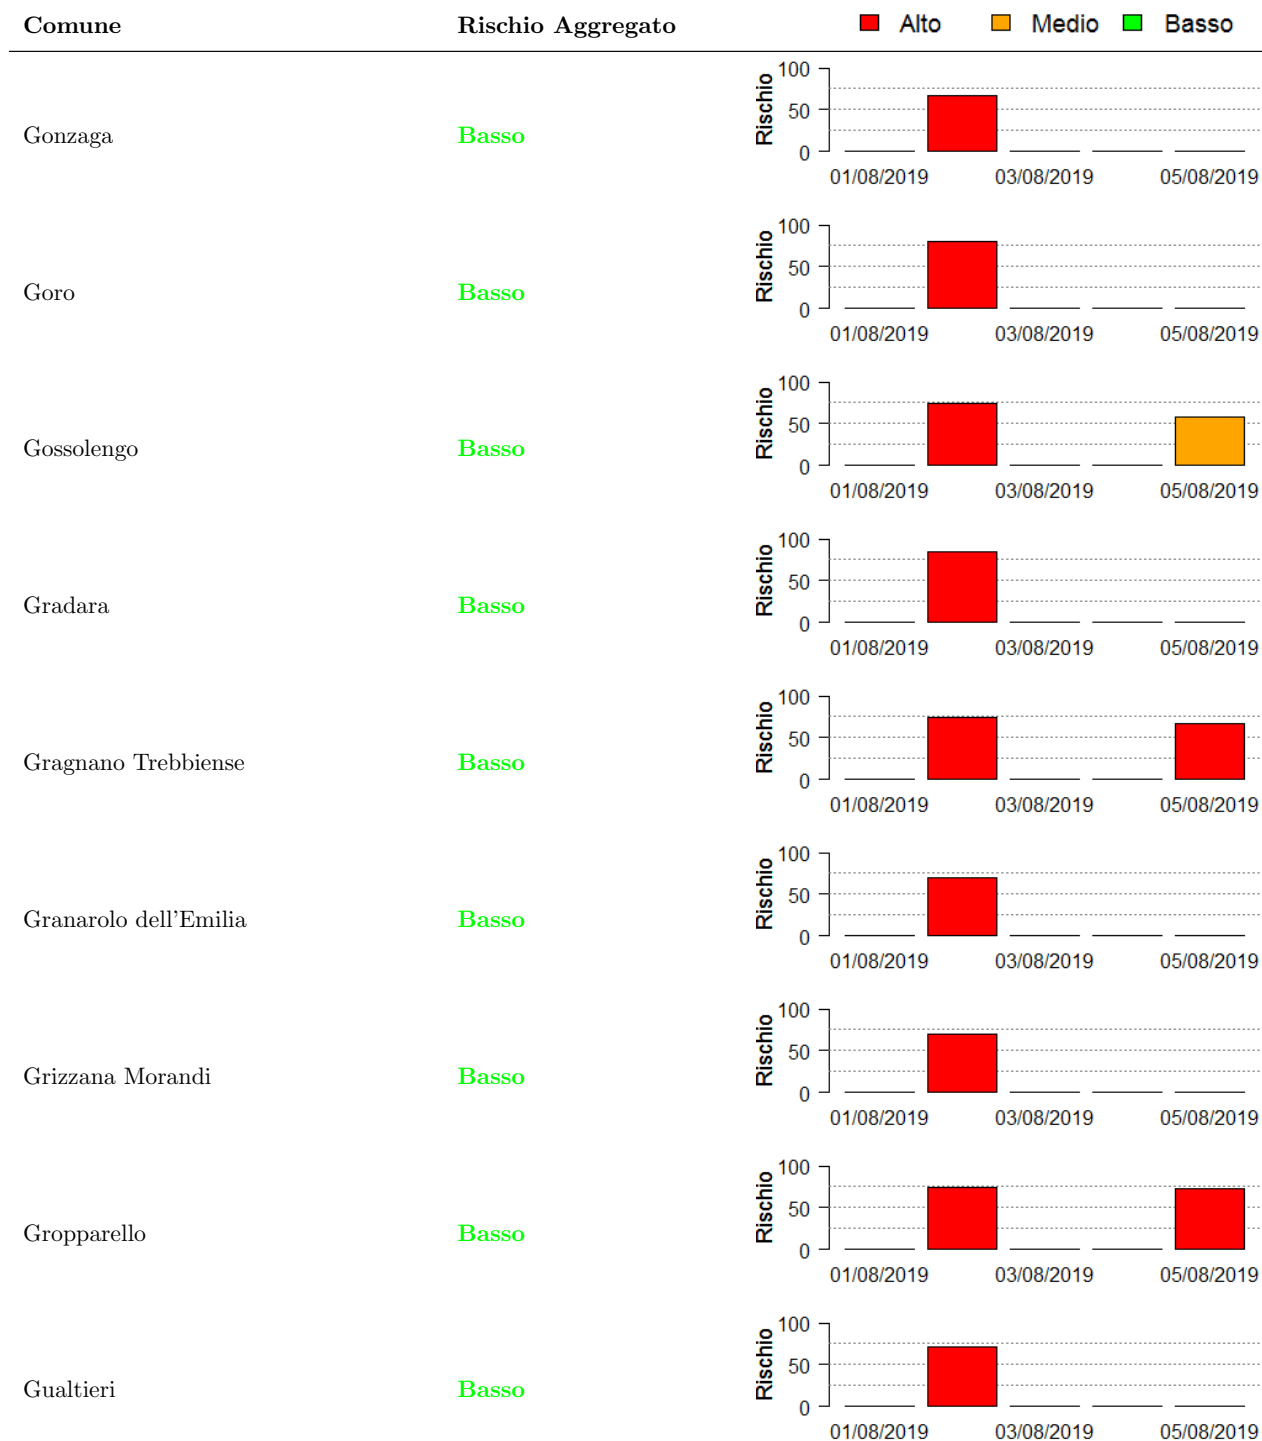 Comune Rischio Aggregato Alto Medio Basso
100
Rischio
50
Gonzaga Basso
0
01/08/2019 03/08/2019 05/08/2019
100
Rischio
50
Goro Basso
0
01/08/2019 03/08/2019 05/08/2019
100
Rischio
50
Gossolengo Basso
0
01/08/2019 03/08/2019 05/08/2019
100
Rischio
50
Gradara Basso
0
01/08/2019 03/08/2019 05/08/2019
100
Rischio
50
Gragnano Trebbiense Basso
0
01/08/2019 03/08/2019 05/08/2019
100
Rischio
50
Granarolo dell'Emilia Basso
0
01/08/2019 03/08/2019 05/08/2019
100
Rischio
50
Grizzana Morandi Basso
0
01/08/2019 03/08/2019 05/08/2019
100
Rischio
50
Gropparello Basso
0
01/08/2019 03/08/2019 05/08/2019
100
Rischio
50
Gualtieri Basso
0
01/08/2019 03/08/2019 05/08/2019